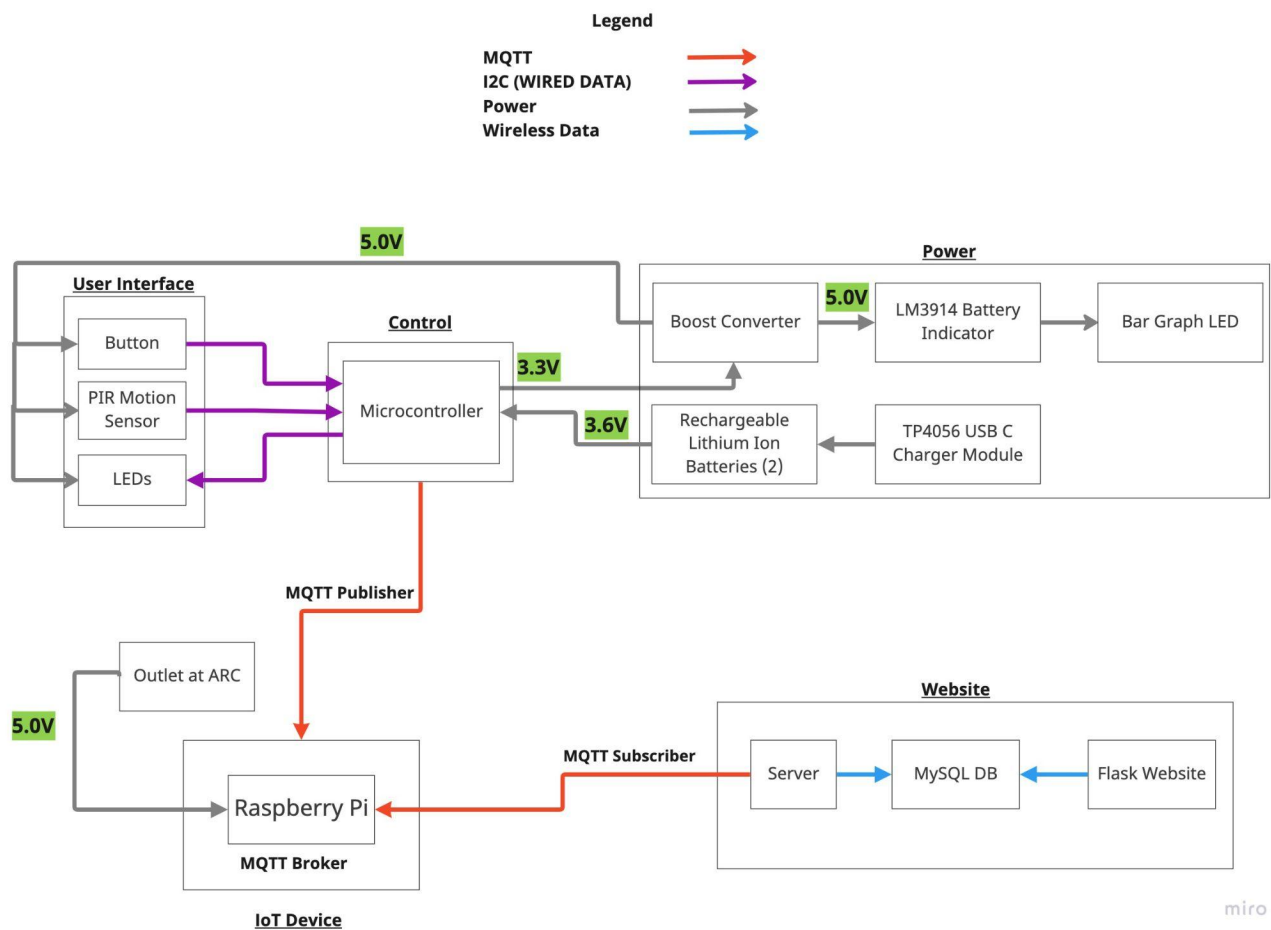 Legend
MQTT
I2C (WIRED DATA)
Power
Wireless Data
5.0V
Power
User Interface
Control
Button
PIR Motion
Sensor
LEDs
Microcontroller
3.3V
3.6V
Boost Converter
5.0V
LM3914 Battery
Indicator
Bar Graph LED
Rechargeable
Lithium Ion
Batteries (2)
TP4056 USB C
Charger Module
MQTT Publisher
Outlet at ARC
5.0V
Raspberry Pi
MQTT Broker
IoT Device
MQTT Subscriber
Website
Server
MySQL DB
Flask Website
miro